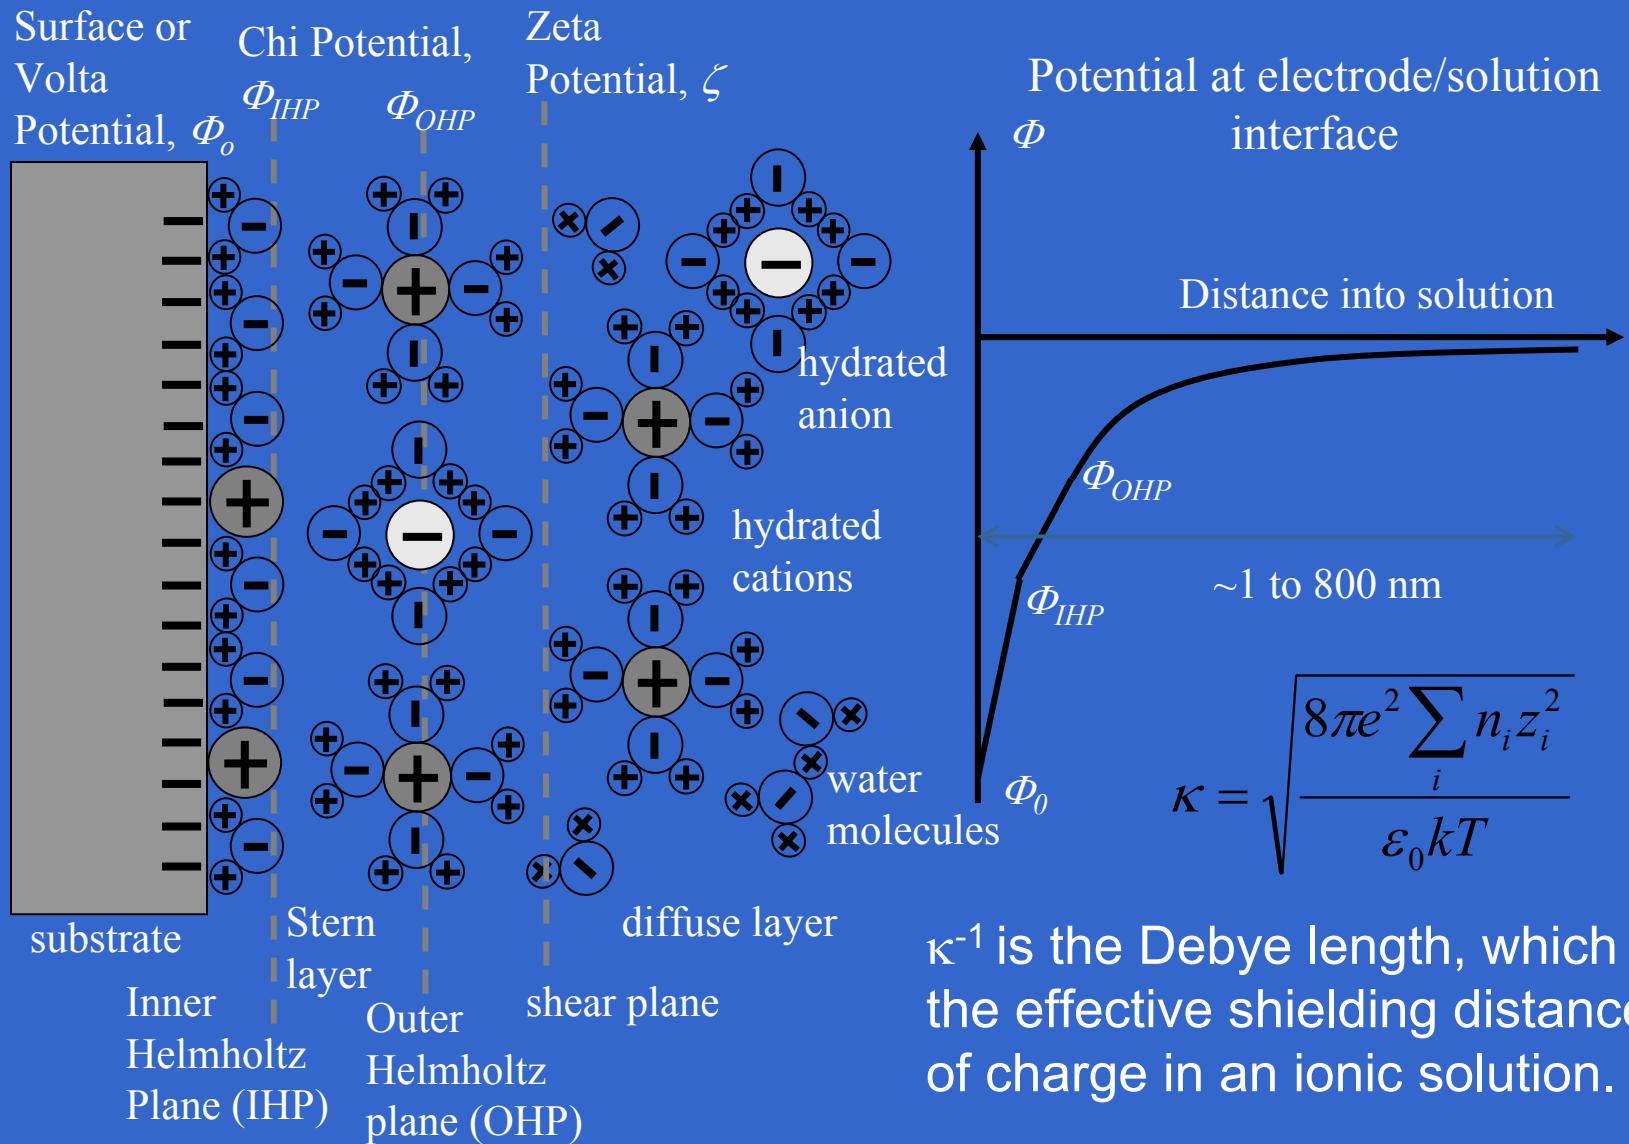 Surface or
Volta
Potential, Φo
Chi Potential,
ΦIHP
ΦOHP
Zeta
Potential, ζ
Potential at electrode/solution
interface
Φ
Distance into solution
ΦOHP
ΦIHP
~1 to 800 nm
Φ0
κ = √(8πe² ∑i ni zi² / ε0kT)
hydrated
anion
hydrated
cations
water
molecules
substrate
Stern
layer
diffuse layer
Inner
Helmholtz
Plane (IHP)
Outer
Helmholtz
plane (OHP)
shear plane
κ-1 is the Debye length, which
the effective shielding distance
of charge in an ionic solution.